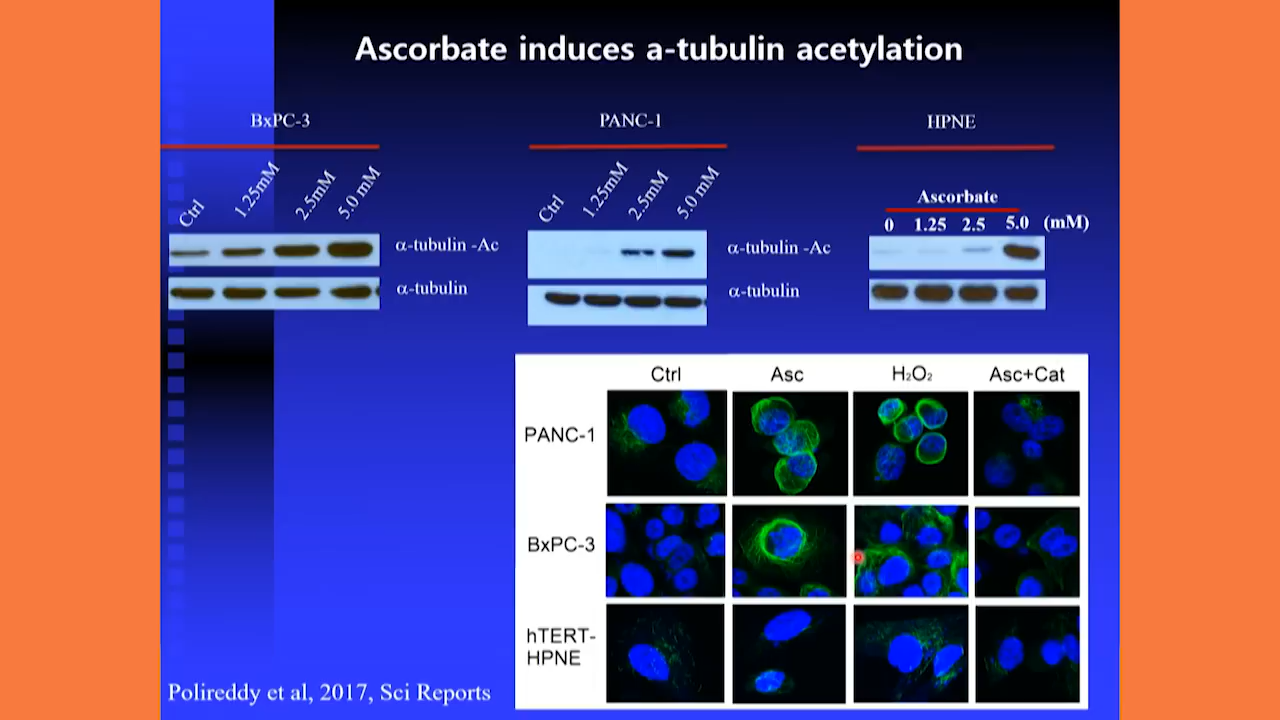 Ascorbate induces a-tubulin acetylation
BxPC-3
Ctrl 1.25mM 2.5mM 5.0 mM
α-tubulin -Ac
α-tubulin
PANC-1
Ctrl 1.25mM 2.5mM 5.0 mM
α-tubulin -Ac
α-tubulin
HPNE
Ascorbate
0 1.25 2.5 5.0 (mM)
Ctrl Asc H₂O₂ Asc+Cat
PANC-1
BxPC-3
hTERT-
HPNE
Polireddy et al, 2017, Sci Reports